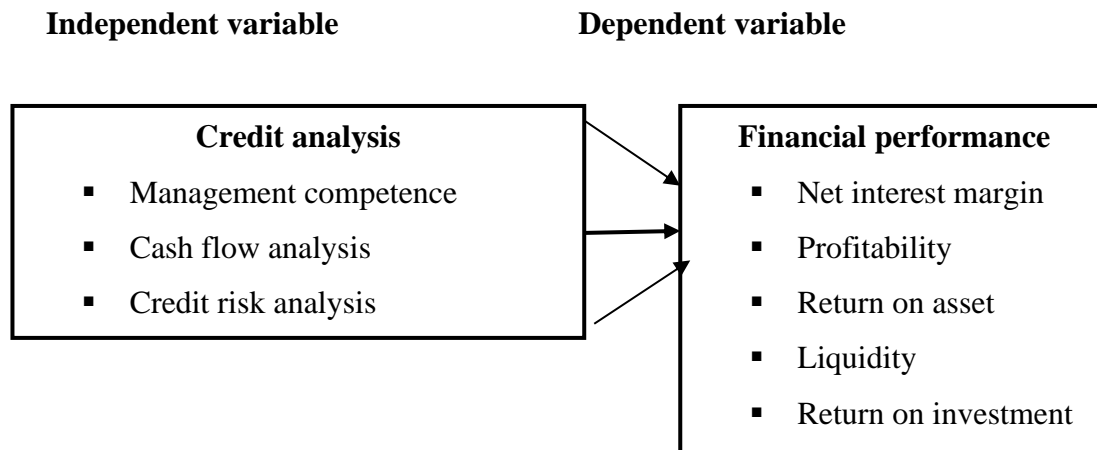 Independent variable
Dependent variable
Credit analysis
▪ Management competence
▪ Cash flow analysis
▪ Credit risk analysis
Financial performance
▪ Net interest margin
▪ Profitability
▪ Return on asset
▪ Liquidity
▪ Return on investment